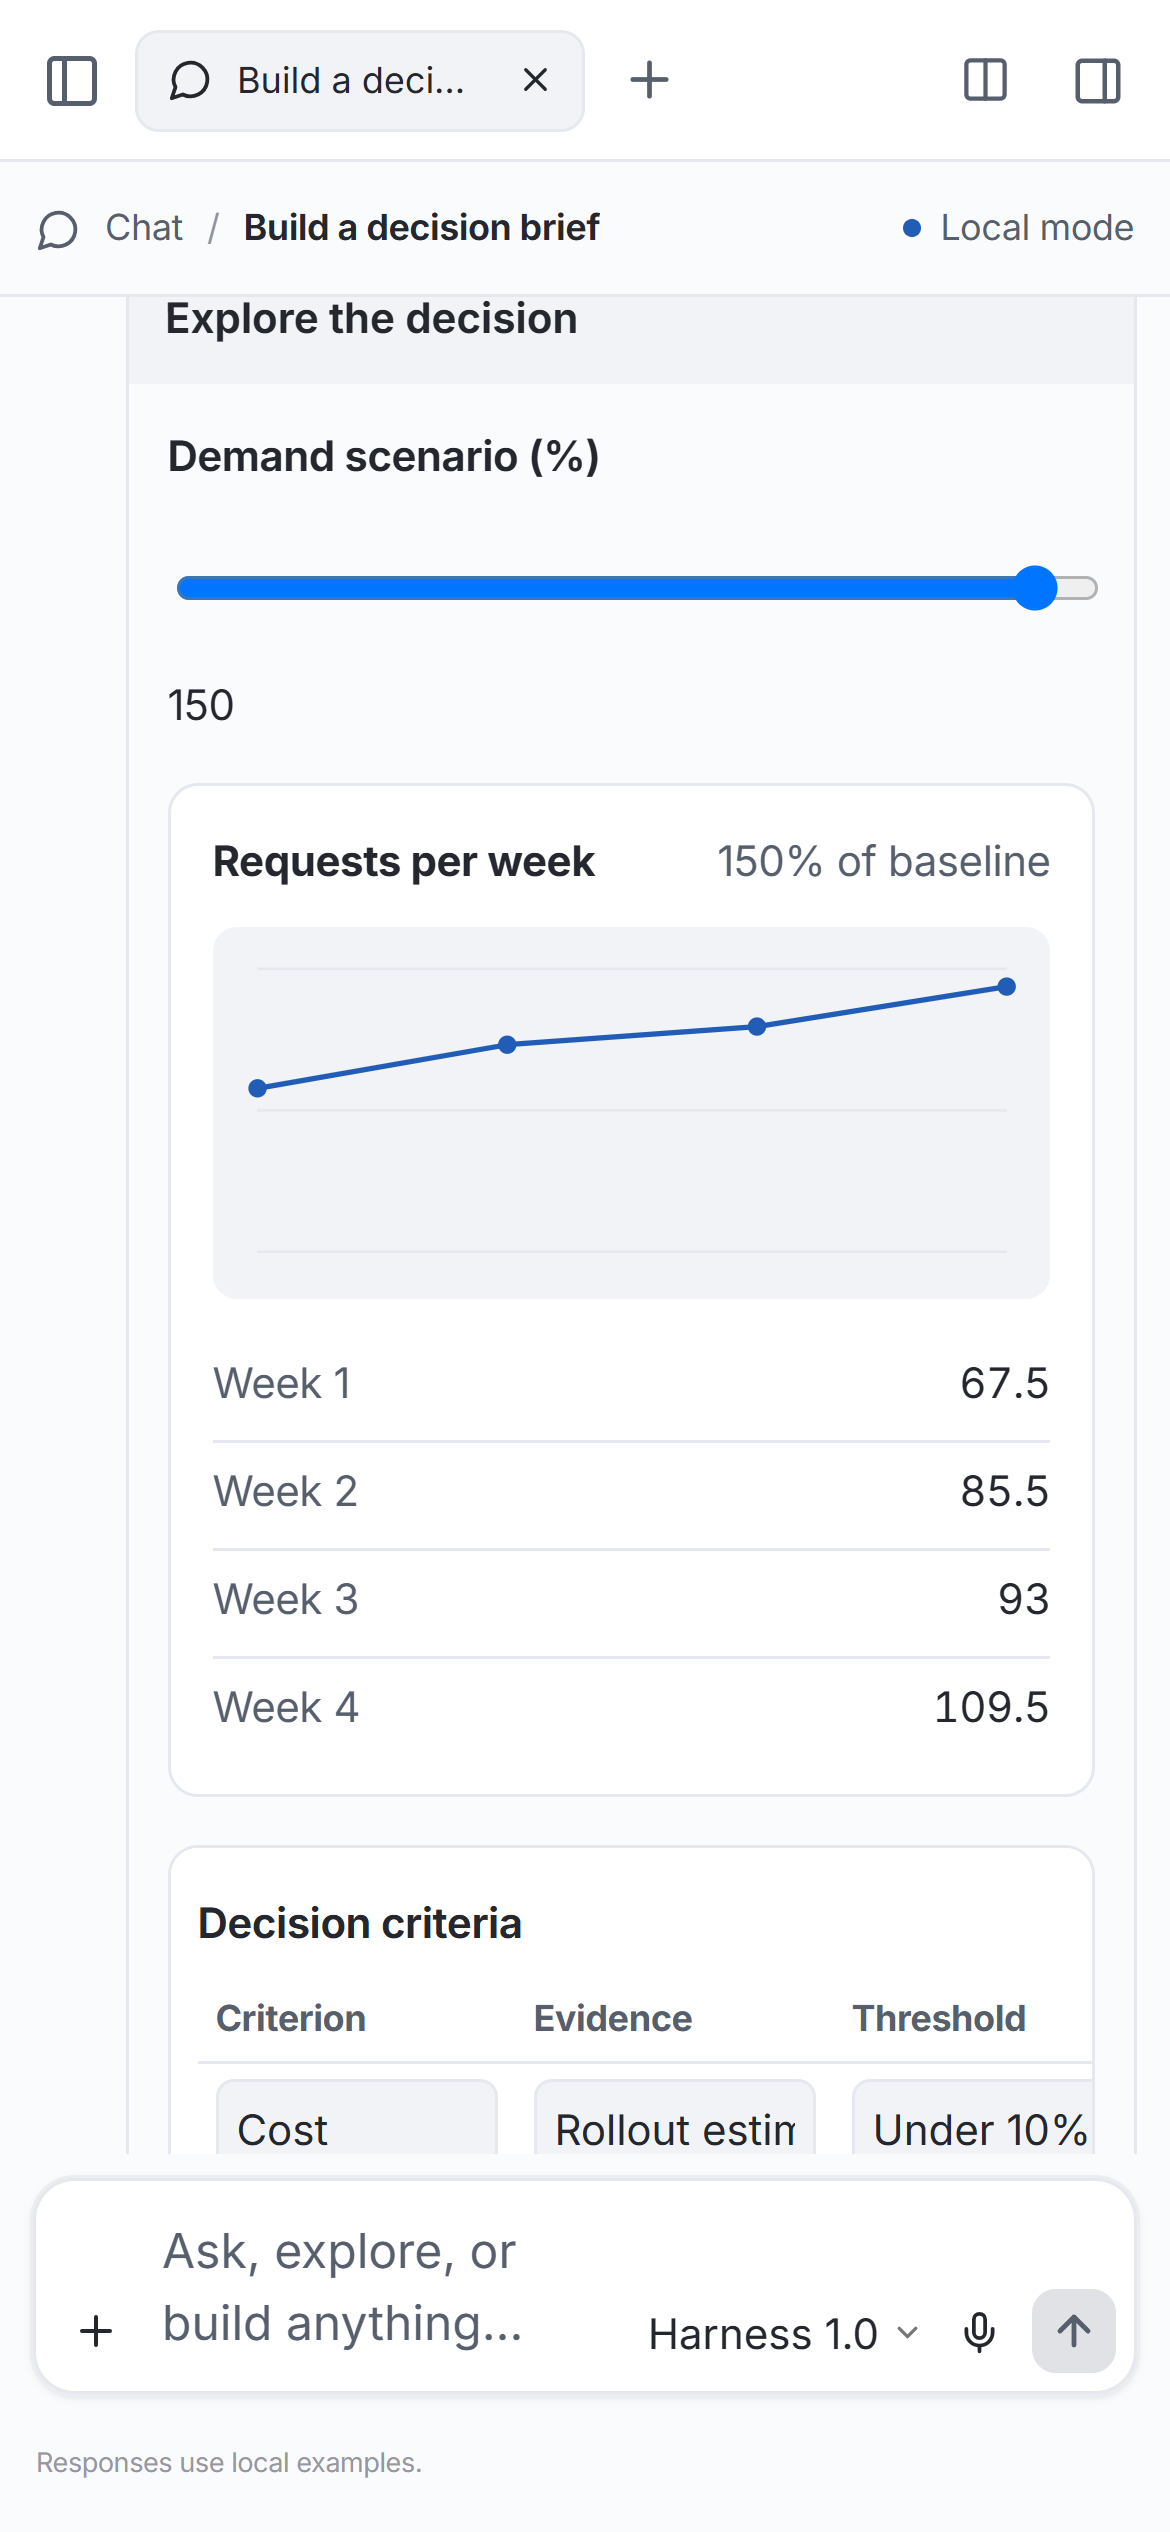 Build a deci...
Chat / Build a decision brief
Local mode
Explore the decision
Demand scenario (%)
150
Requests per week
150% of baseline
Week 1 67.5
Week 2 85.5
Week 3 93
Week 4 109.5
Decision criteria
Criterion Evidence Threshold
Cost Rollout estim Under 10%
Ask, explore, or
build anything...
Harness 1.0
Responses use local examples.